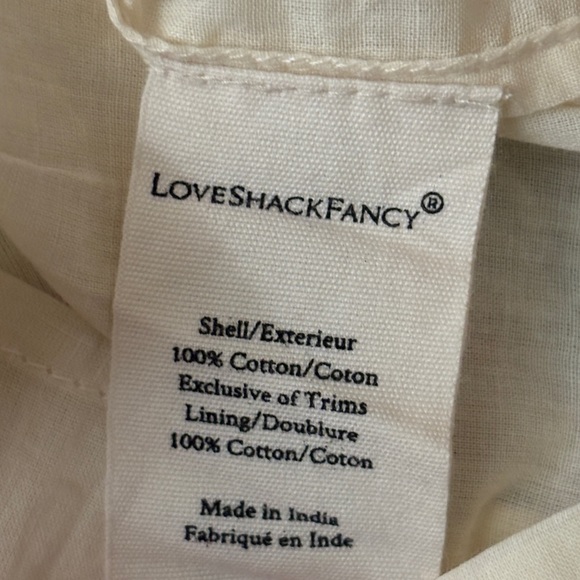 LoveShackFancy®
Shell/Exterieur
100% Cotton/Coton
Exclusive of Trims
Lining/Doublure
100% Cotton/Coton
Made in India
Fabriqué en Inde